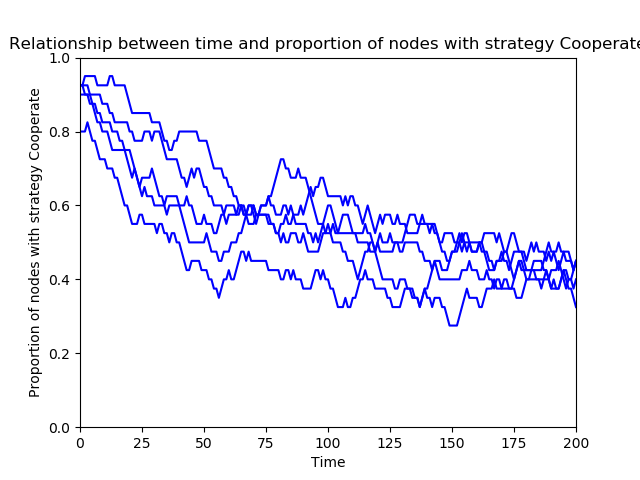 Relationship between time and proportion of nodes with strategy Cooperate
1.0
0.8
0.6
0.4
0.2
0.0
Proportion of nodes with strategy Cooperate
0 25 50 75 100 125 150 175 200
Time